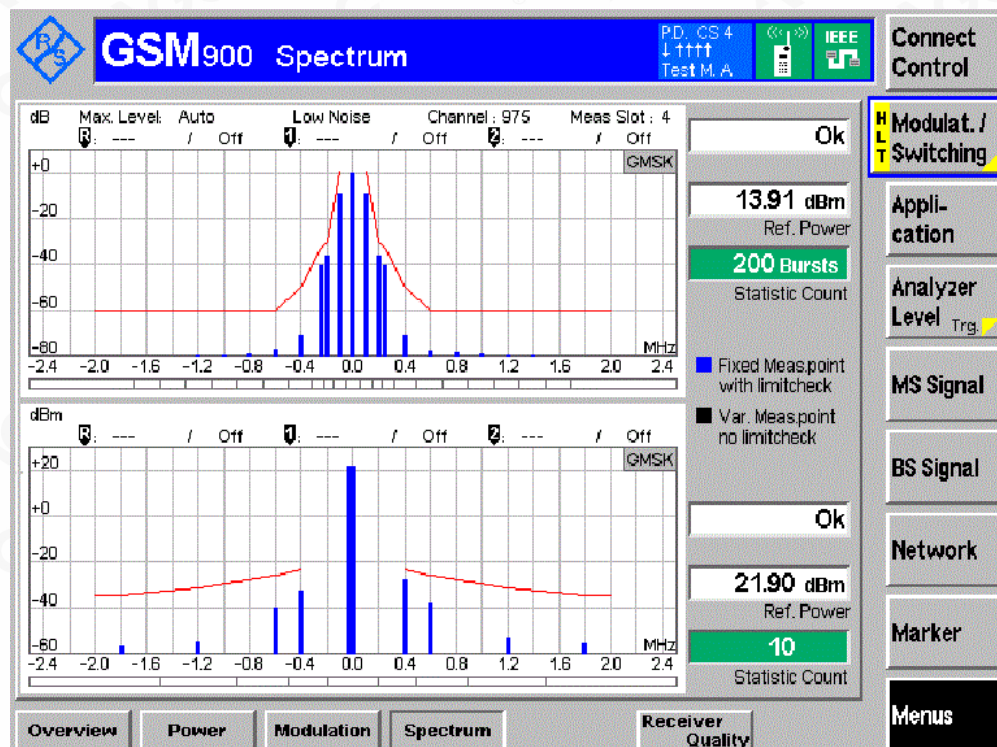 R/S
GSM900 Spectrum
P.D. CS 4
↓ ↑↑↑↑
Test M. A.
IEEE
Connect
Control
dB Max. Level: Auto Low Noise Channel : 975 Meas Slot : 4
R: --- / Off 1: --- / Off 2: --- / Off
GMSK
+0
-20
-40
-60
-80
MHz
-2.4 -2.0 -1.6 -1.2 -0.8 -0.4 0.0 0.4 0.8 1.2 1.6 2.0 2.4
Ok
13.91 dBm
Ref. Power
200 Bursts
Statistic Count
Fixed Meas.point
with limitcheck
Var. Meas.point
no limitcheck
dBm
R: --- / Off 1: --- / Off 2: --- / Off
GMSK
+20
+0
-20
-40
-60
MHz
-2.4 -2.0 -1.6 -1.2 -0.8 -0.4 0.0 0.4 0.8 1.2 1.6 2.0 2.4
Ok
21.90 dBm
Ref. Power
10
Statistic Count
HLT
Modulat. /
Switching
Appli-
cation
Analyzer
Level Trg.
MS Signal
BS Signal
Network
Marker
Menus
Overview
Power
Modulation
Spectrum
Receiver
Quality